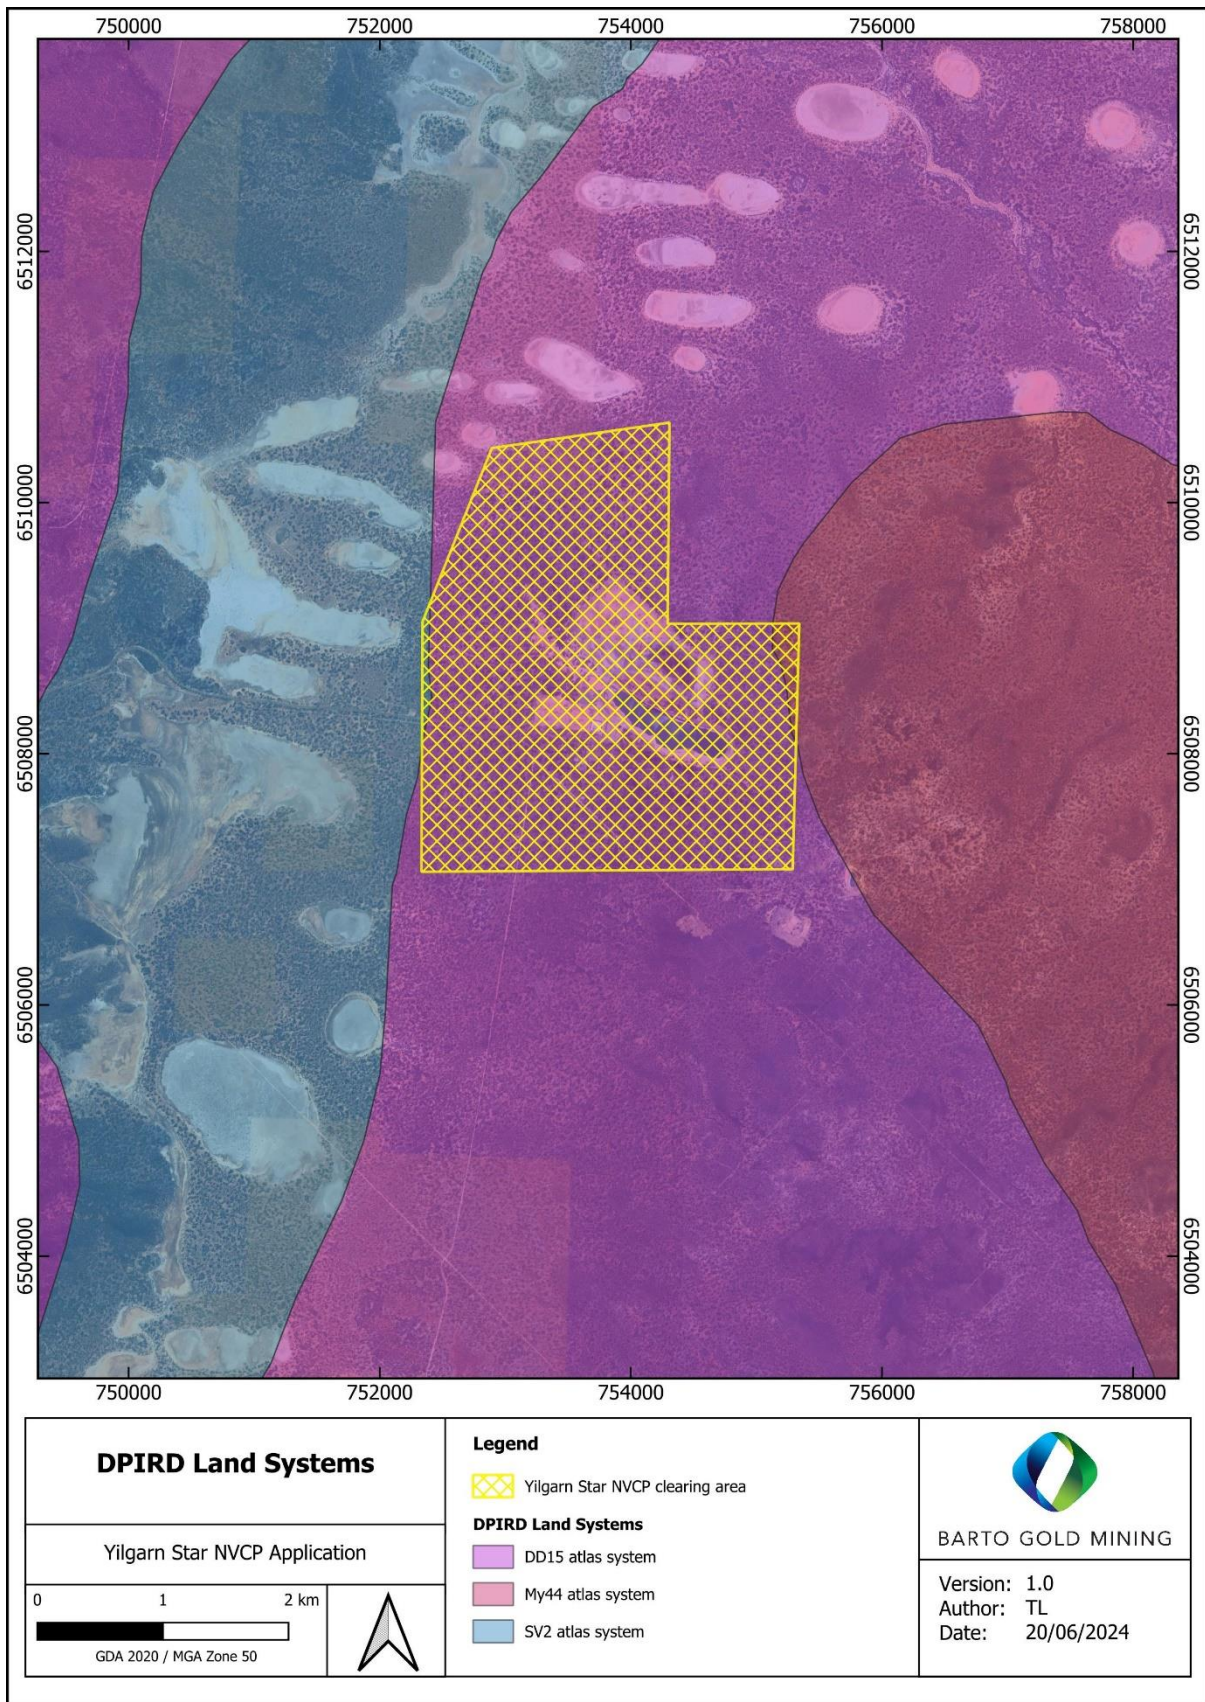 750000 752000 754000 756000 758000
6512000 6512000
6510000 6510000
6508000 6508000
6506000 6506000
6504000 6504000
750000 752000 754000 756000 758000
DPIRD Land Systems
Yilgarn Star NVCP Application
0 1 2 km
GDA 2020 / MGA Zone 50
Legend
Yilgarn Star NVCP clearing area
DPIRD Land Systems
DD15 atlas system
My44 atlas system
SV2 atlas system
BARTO GOLD MINING
Version: 1.0
Author: TL
Date: 20/06/2024